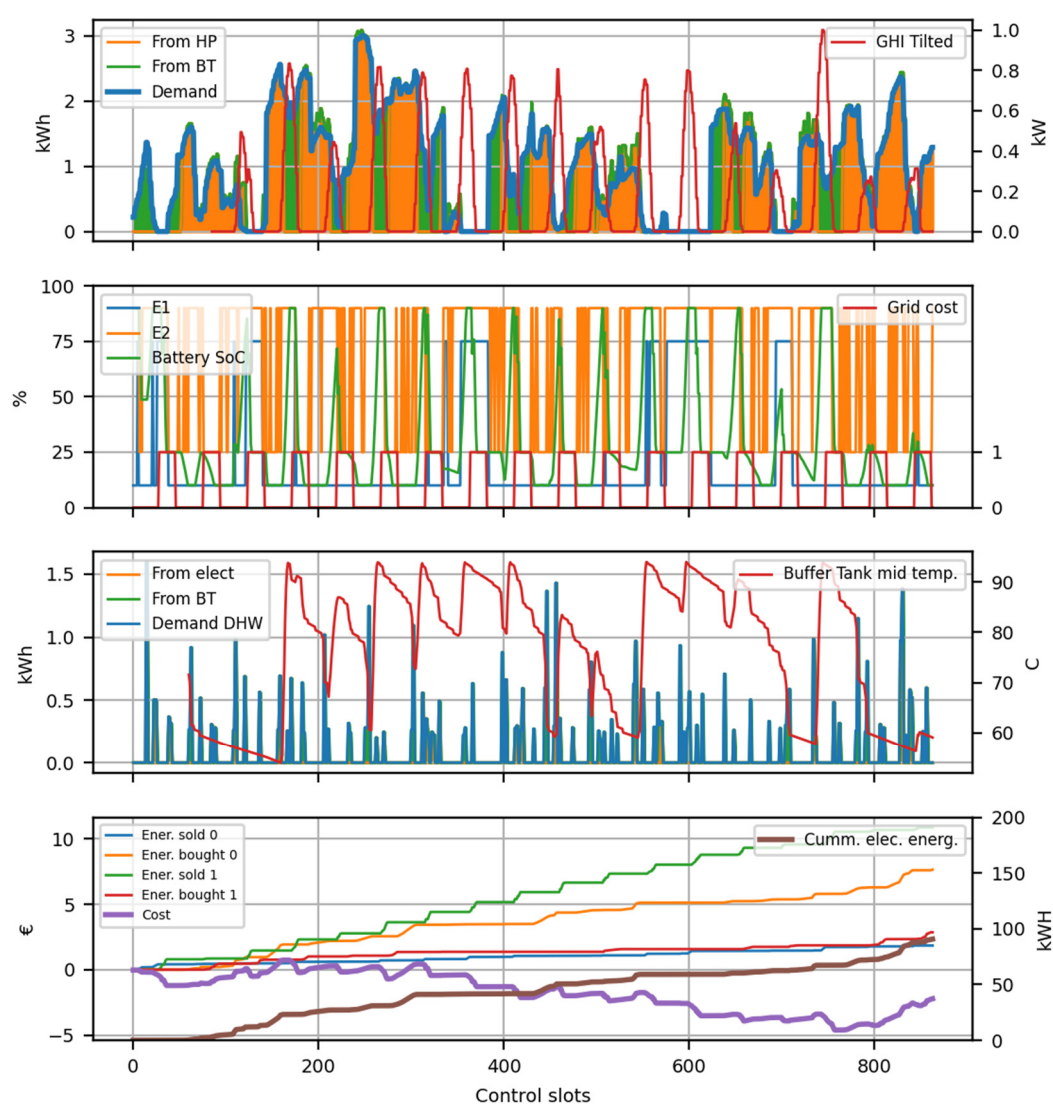 From HP
From BT
Demand
GHI Tilted
kWh
kW
3
2
1
0
1.0
0.8
0.6
0.4
0.2
0.0
E1
E2
Battery SoC
Grid cost
%
100
75
50
25
0
1
0
From elect
From BT
Demand DHW
Buffer Tank mid temp.
kWh
C
1.5
1.0
0.5
0.0
90
80
70
60
Ener. sold 0
Ener. bought 0
Ener. sold 1
Ener. bought 1
Cost
Cumm. elec. energ.
€
kWH
10
5
0
−5
200
150
100
50
0
0 200 400 600 800
Control slots